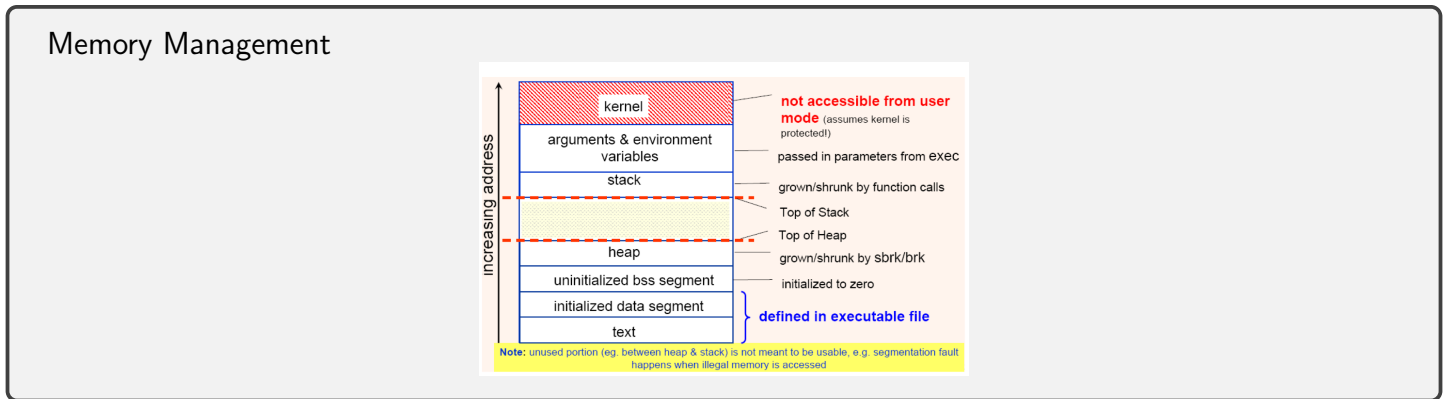 Memory Management
kernel
not accessible from user
mode (assumes kernel is
protected!)
arguments & environment
variables
passed in parameters from exec
stack
grown/shrunk by function calls
Top of Stack
Top of Heap
heap
grown/shrunk by sbrk/brk
uninitialized bss segment
initialized to zero
initialized data segment
defined in executable file
text
increasing address
Note: unused portion (eg. between heap & stack) is not meant to be usable, e.g. segmentation fault
happens when illegal memory is accessed